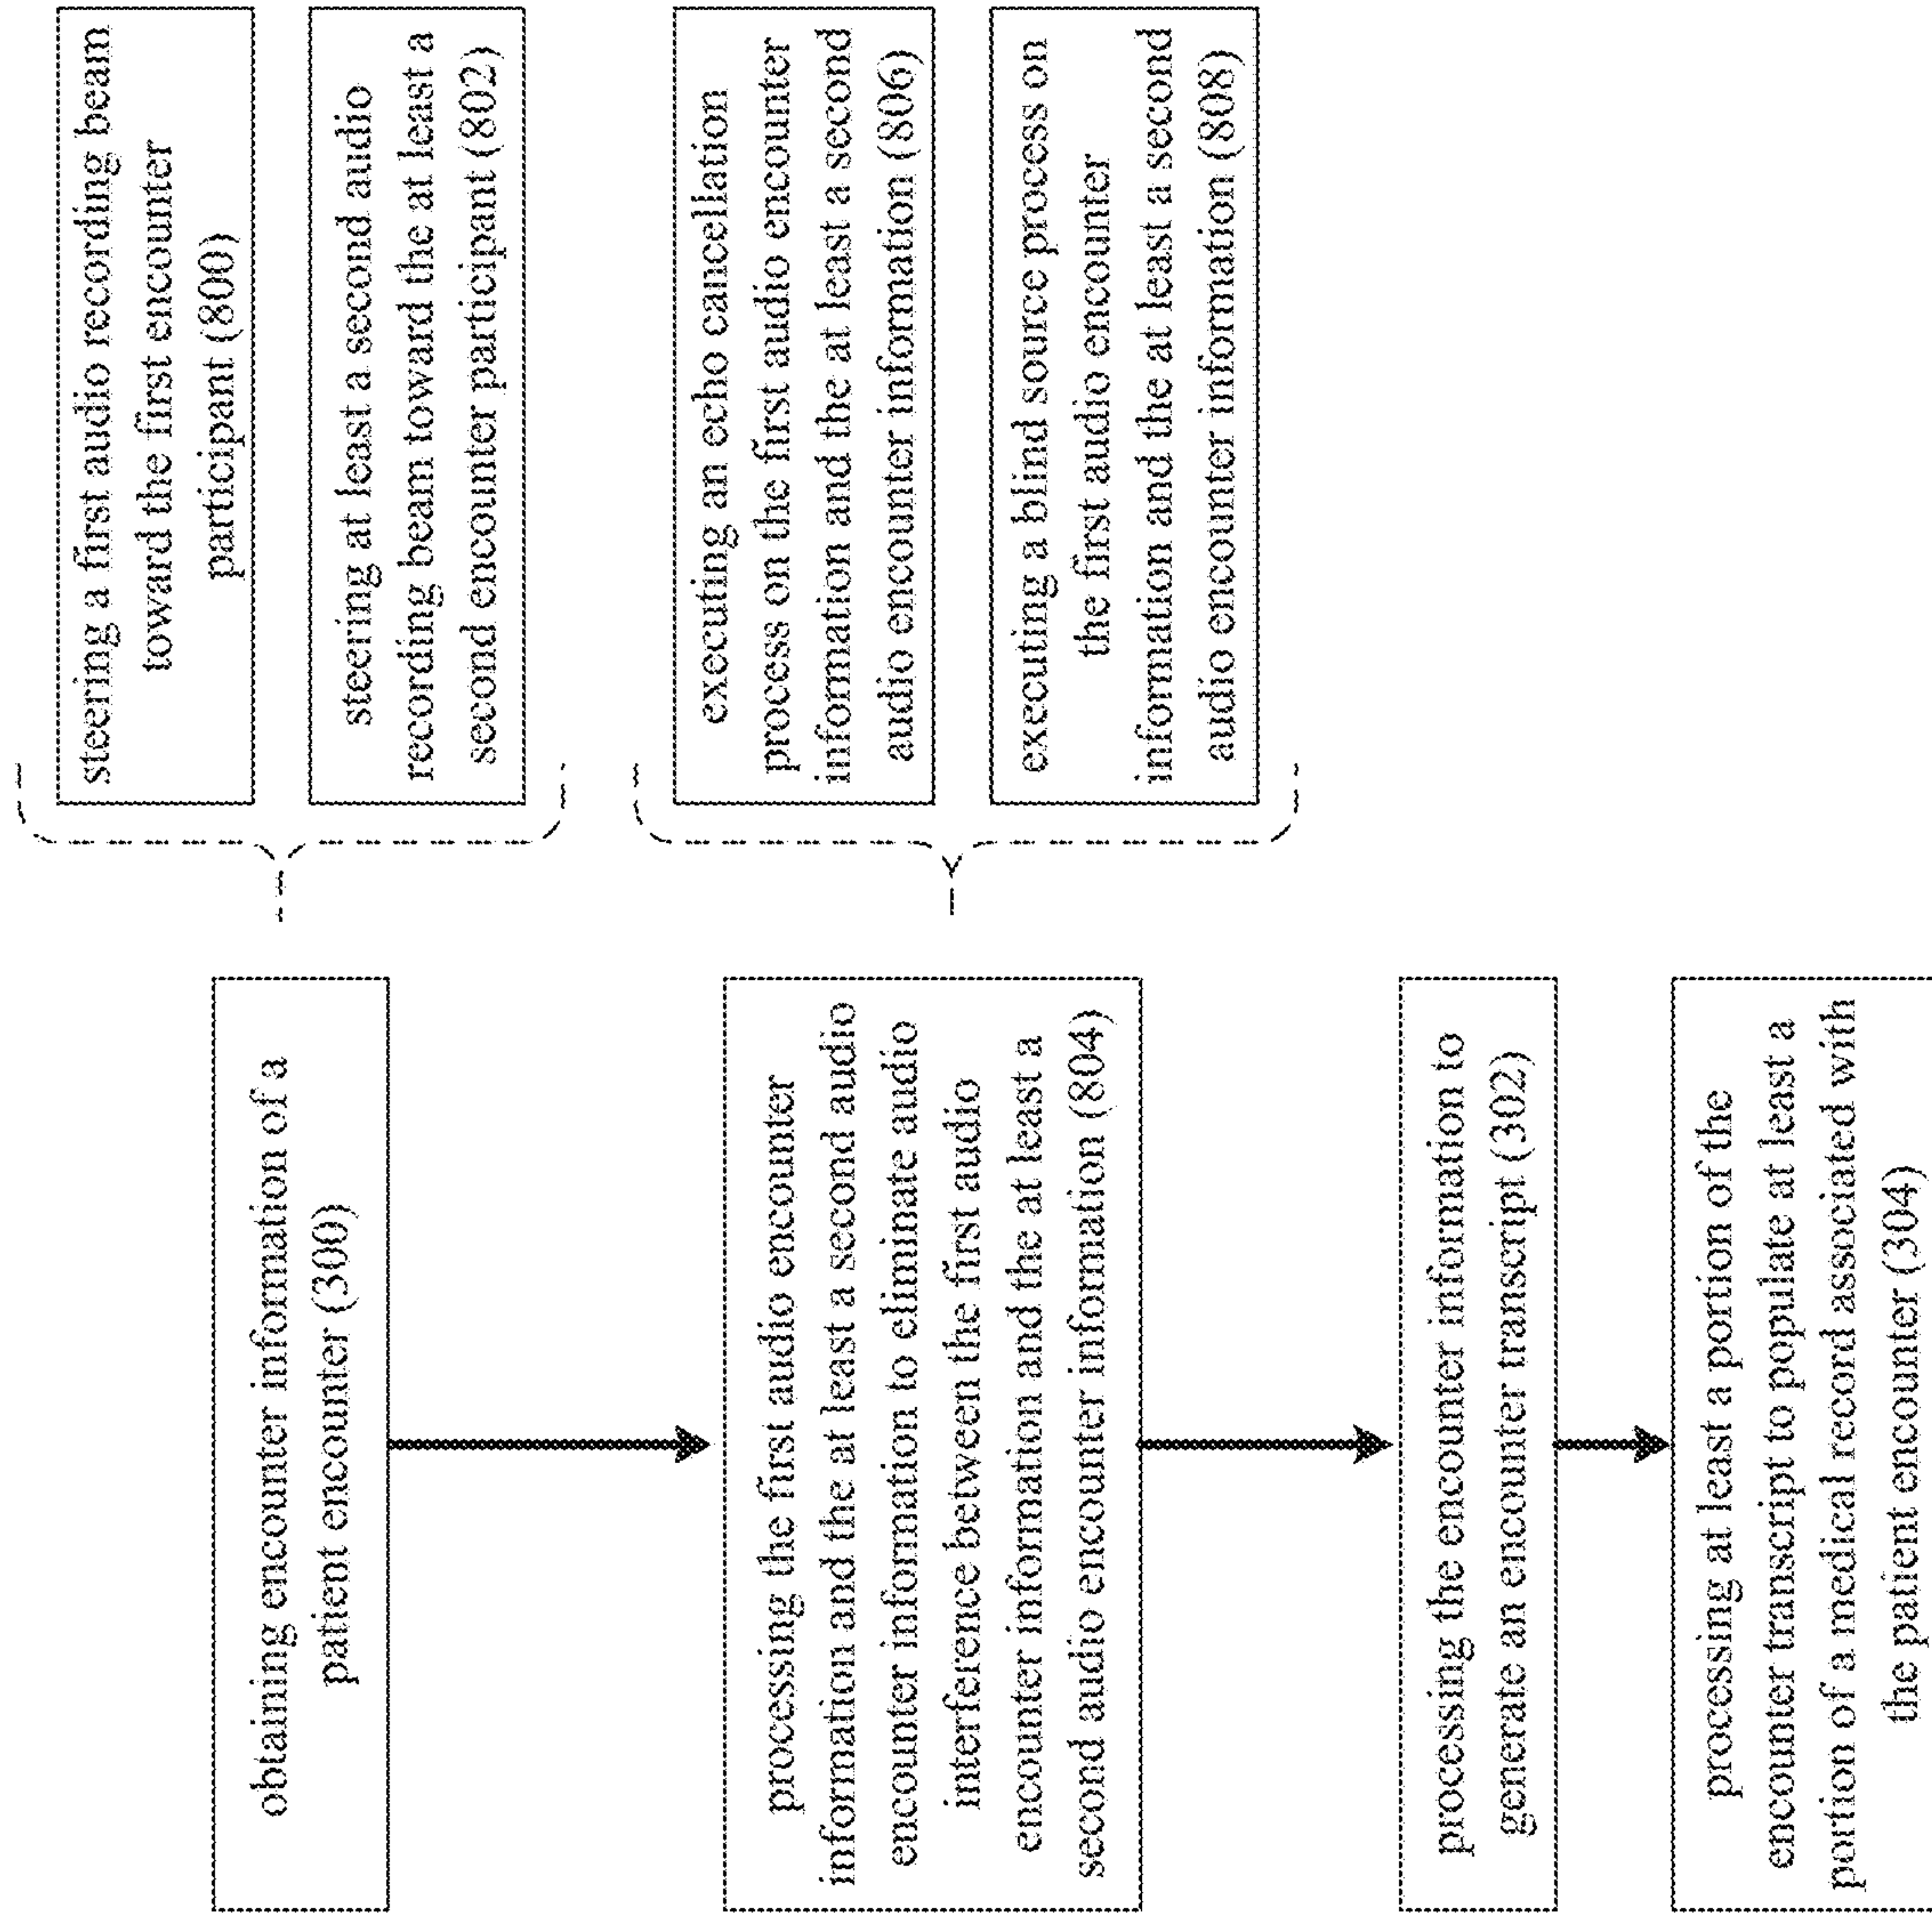 obtaining encounter information of a
patient encounter (300)
steering a first audio recording beam
toward the first encounter
participant (800)
steering at least a second audio
recording beam toward the at least a
second encounter participant (802)
processing the first audio encounter
information and the at least a second audio
encounter information to eliminate audio
interference between the first audio
encounter information and the at least a
second audio encounter information (804)
executing an echo cancellation
process on the first audio encounter
information and the at least a second
audio encounter information (806)
executing a blind source process on
the first audio encounter
information and the at least a second
audio encounter information (808)
processing the encounter information to
generate an encounter transcript (302)
processing at least a portion of the
encounter transcript to populate at least a
portion of a medical record associated with
the patient encounter (304)